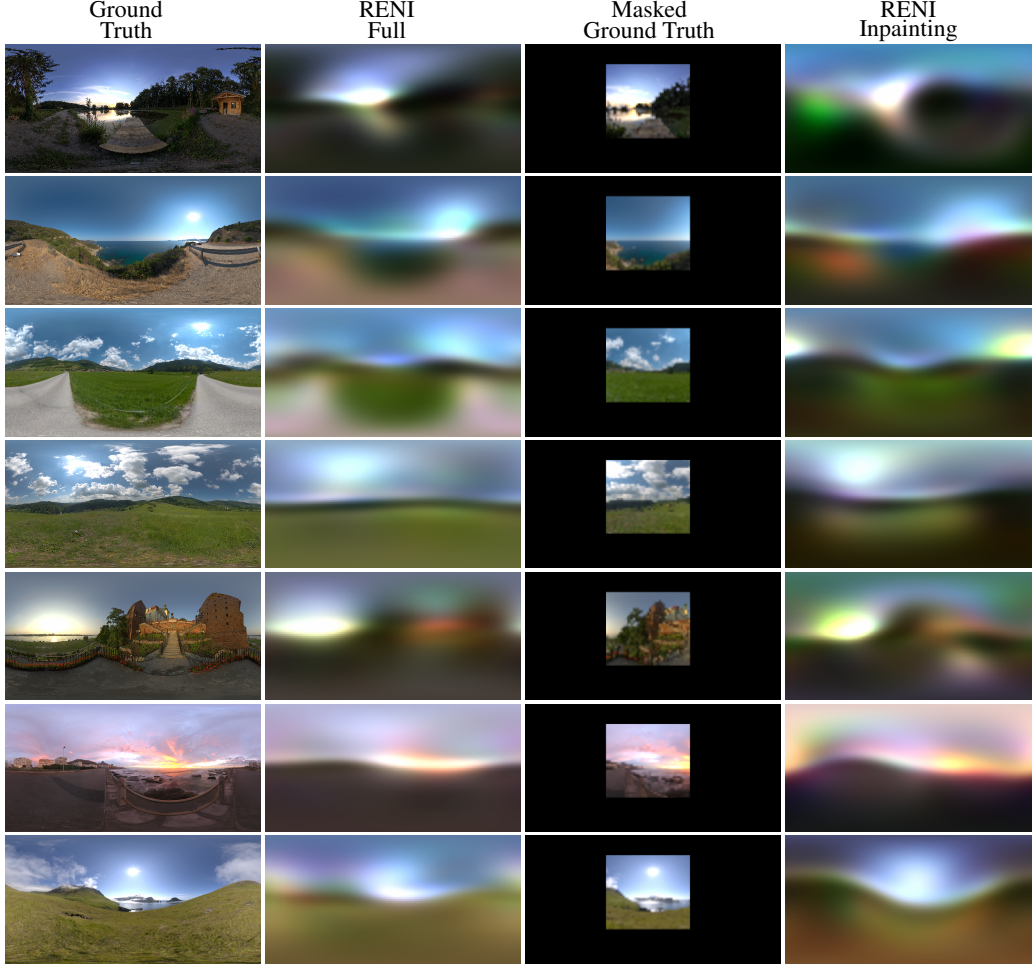 Ground
Truth
RENI
Full
Masked
Ground Truth
RENI
Inpainting